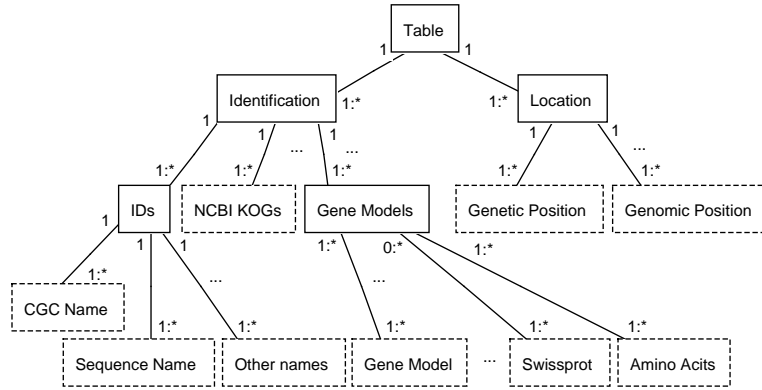 Table
1 1
Identification
1:* 1:*
Location
1 1 1 1 1
... ... ...
1:* 1:* 1:* 1:* 1:*
IDs
NCBI KOGs
Gene Models
Genetic Position
Genomic Position
1 1 1 1:* 0:* 1:*
... ...
1:*
CGC Name
1:* 1:* 1:* 1:* 1:*
Sequence Name
Other names
Gene Model
...
Swissprot
Amino Acits